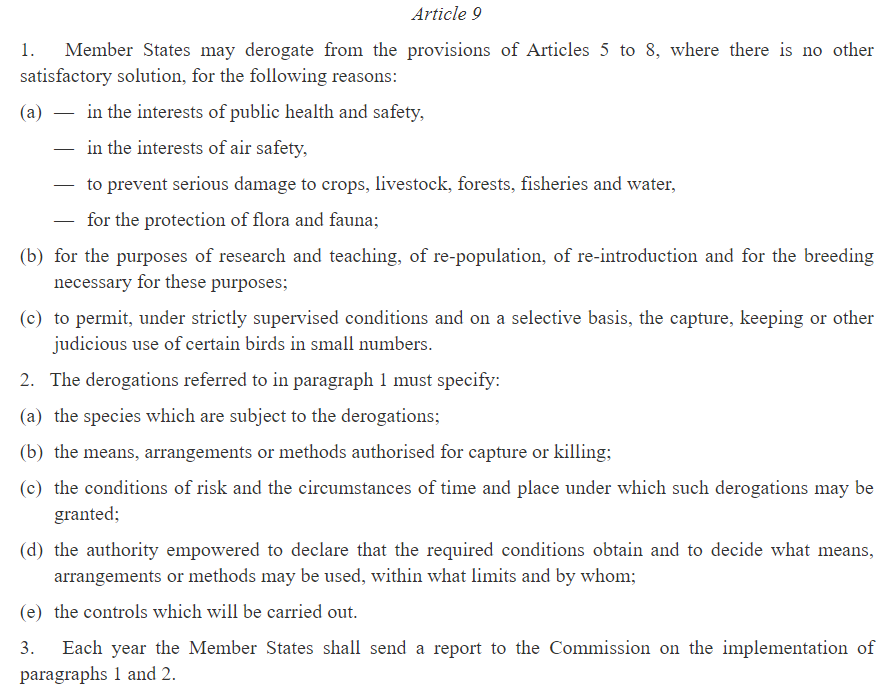 Article 9
1. Member States may derogate from the provisions of Articles 5 to 8, where there is no other
satisfactory solution, for the following reasons:
(a) — in the interests of public health and safety,
— in the interests of air safety,
— to prevent serious damage to crops, livestock, forests, fisheries and water,
— for the protection of flora and fauna;
(b) for the purposes of research and teaching, of re-population, of re-introduction and for the breeding
necessary for these purposes;
(c) to permit, under strictly supervised conditions and on a selective basis, the capture, keeping or other
judicious use of certain birds in small numbers.
2. The derogations referred to in paragraph 1 must specify:
(a) the species which are subject to the derogations;
(b) the means, arrangements or methods authorised for capture or killing;
(c) the conditions of risk and the circumstances of time and place under which such derogations may be
granted;
(d) the authority empowered to declare that the required conditions obtain and to decide what means,
arrangements or methods may be used, within what limits and by whom;
(e) the controls which will be carried out.
3. Each year the Member States shall send a report to the Commission on the implementation of
paragraphs 1 and 2.